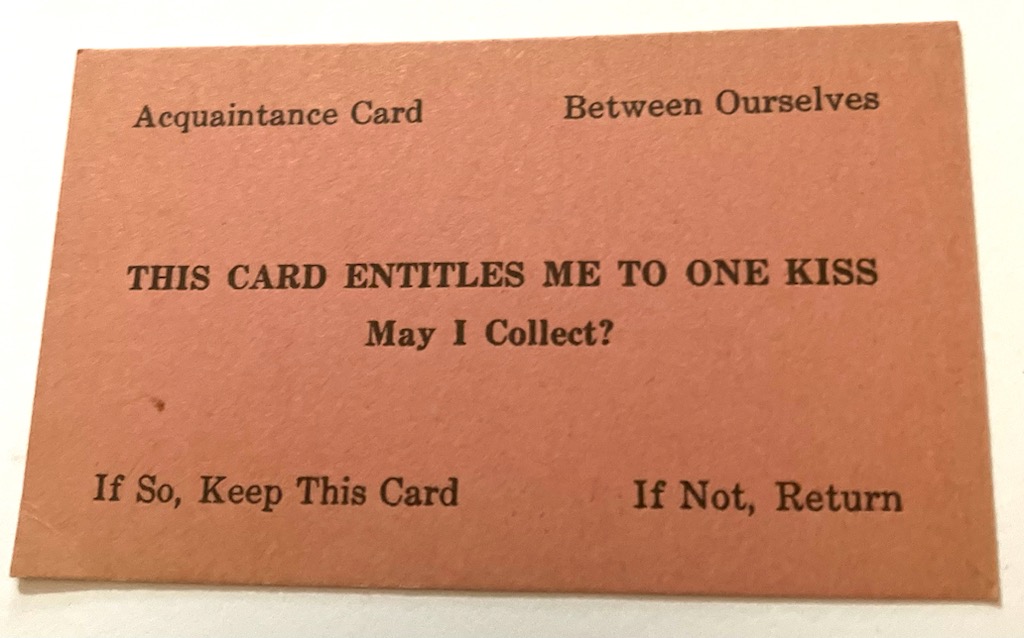 Acquaintance Card Between Ourselves
THIS CARD ENTITLES ME TO ONE KISS
May I Collect?
If So, Keep This Card If Not, Return